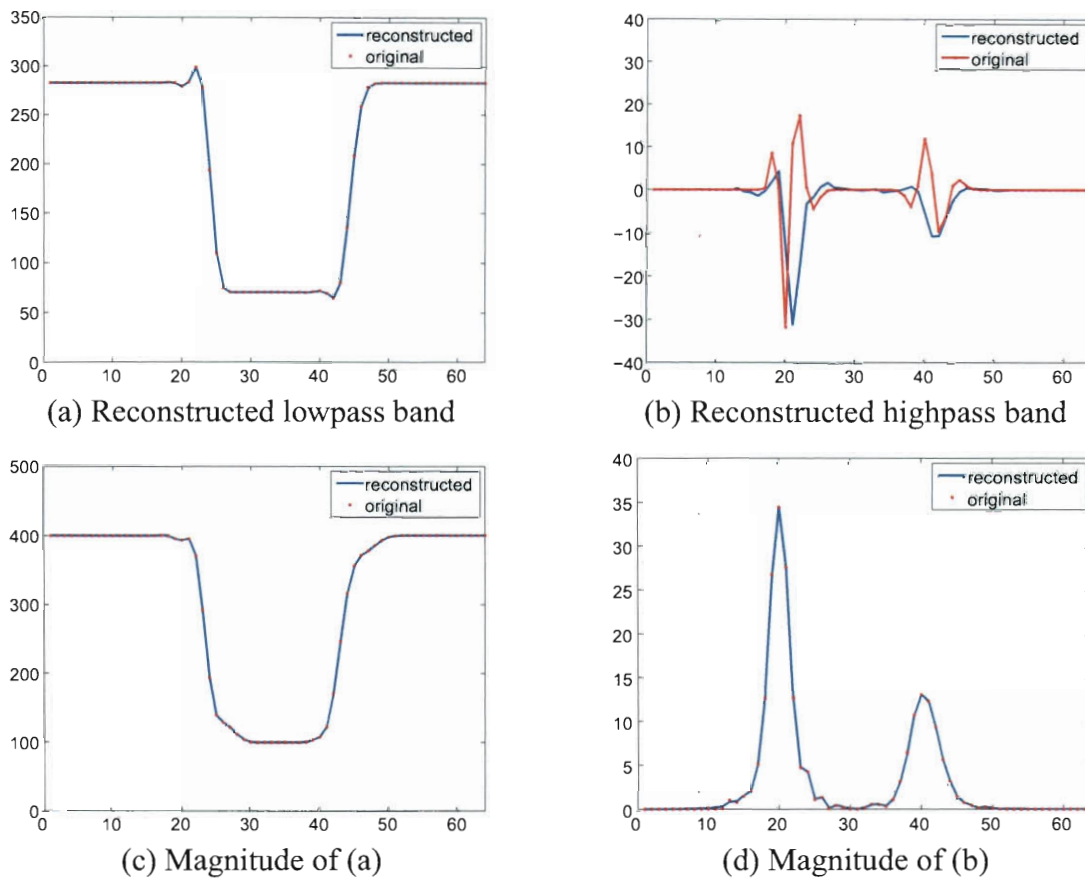 350
300
250
200
150
100
50
0
0 10 20 30 40 50 60
reconstructed
original
(a) Reconstructed lowpass band
40
30
20
10
0
−10
−20
−30
−40
0 10 20 30 40 50 60
reconstructed
original
(b) Reconstructed highpass band
500
400
300
200
100
0
0 10 20 30 40 50 60
reconstructed
original
(c) Magnitude of (a)
40
35
30
25
20
15
10
5
0
0 10 20 30 40 50 60
reconstructed
original
(d) Magnitude of (b)